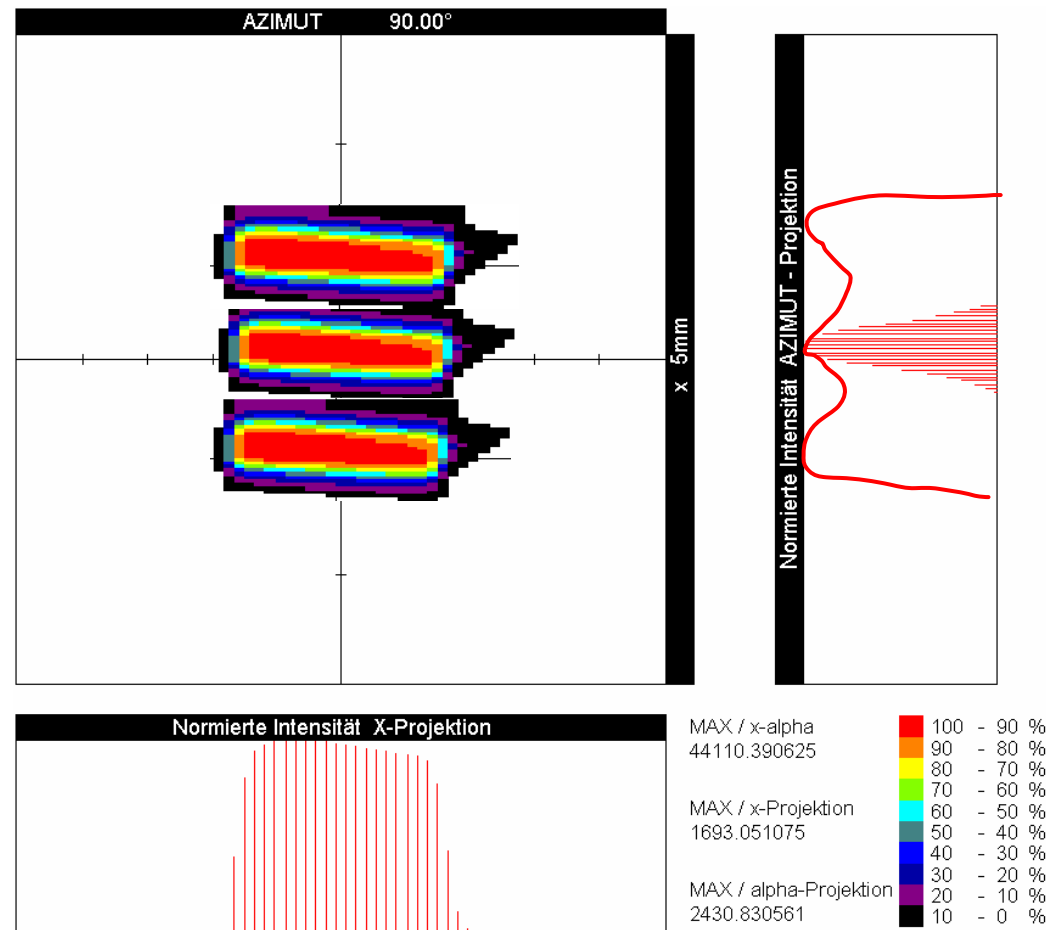 AZIMUT 90.00°
x 5mm
Normierte Intensität AZIMUT - Projektion
Normierte Intensität X-Projektion
MAX / x-alpha
44110.390625
MAX / x-Projektion
1693.051075
MAX / alpha-Projektion
2430.830561
100 - 90 %
90 - 80 %
80 - 70 %
70 - 60 %
60 - 50 %
50 - 40 %
40 - 30 %
30 - 20 %
20 - 10 %
10 - 0 %